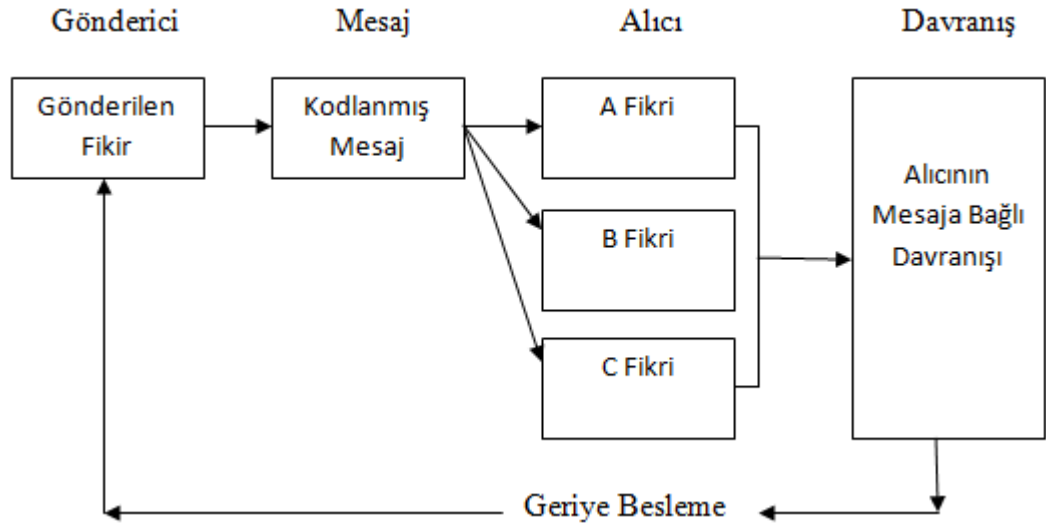 Gönderici
Mesaj
Alıcı
Davranış
Gönderilen
Fikir
Kodlanmış
Mesaj
A Fikri
B Fikri
C Fikri
Alıcının
Mesaja Bağlı
Davranışı
Geriye Besleme